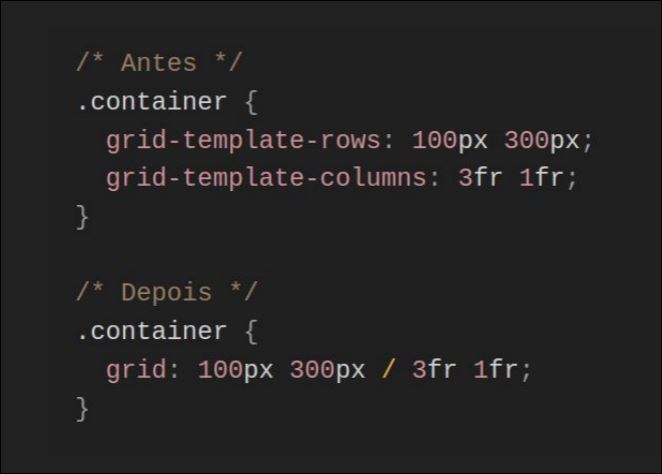 /* Antes */
.container {
  grid-template-rows: 100px 300px;
  grid-template-columns: 3fr 1fr;
}

/* Depois */
.container {
  grid: 100px 300px / 3fr 1fr;
}